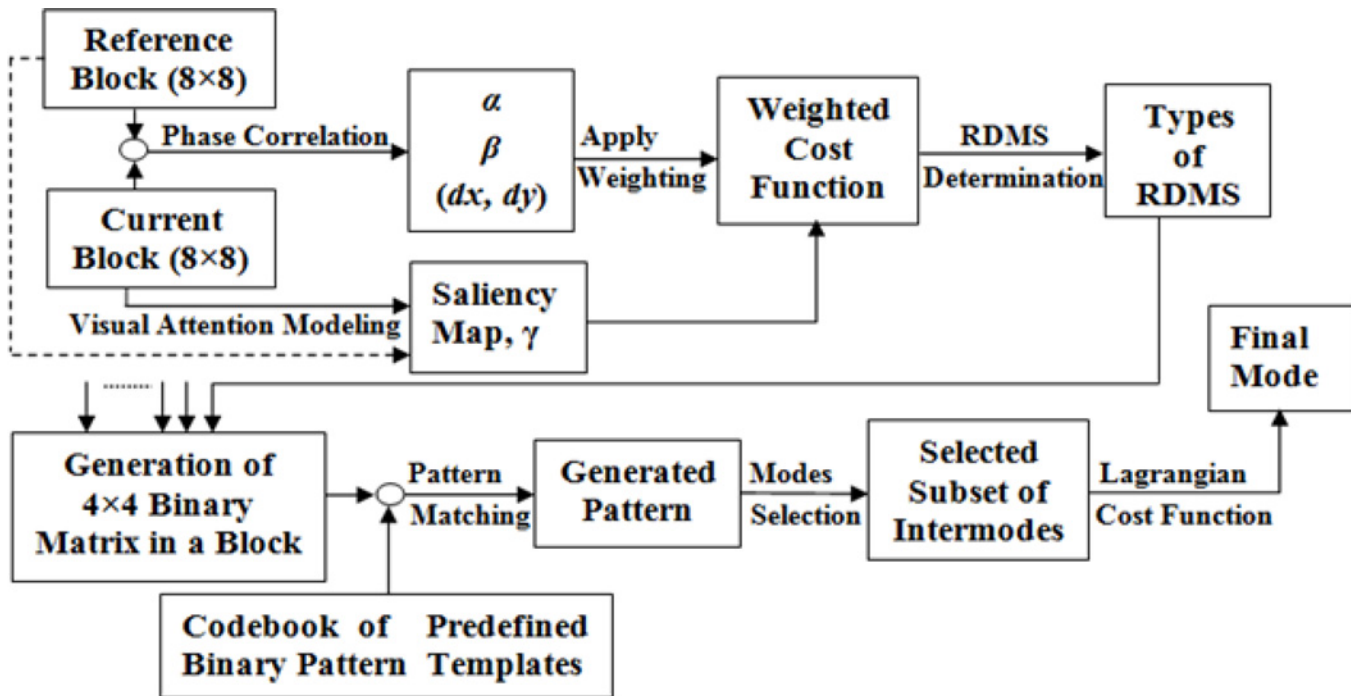 Reference
Block (8×8)
Phase Correlation
Current
Block (8×8)
Visual Attention Modeling
α
β
(dx, dy)
Apply
Weighting
Saliency
Map, γ
Weighted
Cost
Function
RDMS
Determination
Types
of
RDMS
Generation of
4×4 Binary
Matrix in a Block
Codebook of Predefined
Binary Pattern Templates
Pattern
Matching
Generated
Pattern
Modes
Selection
Selected
Subset of
Intermodes
Lagrangian
Cost Function
Final
Mode